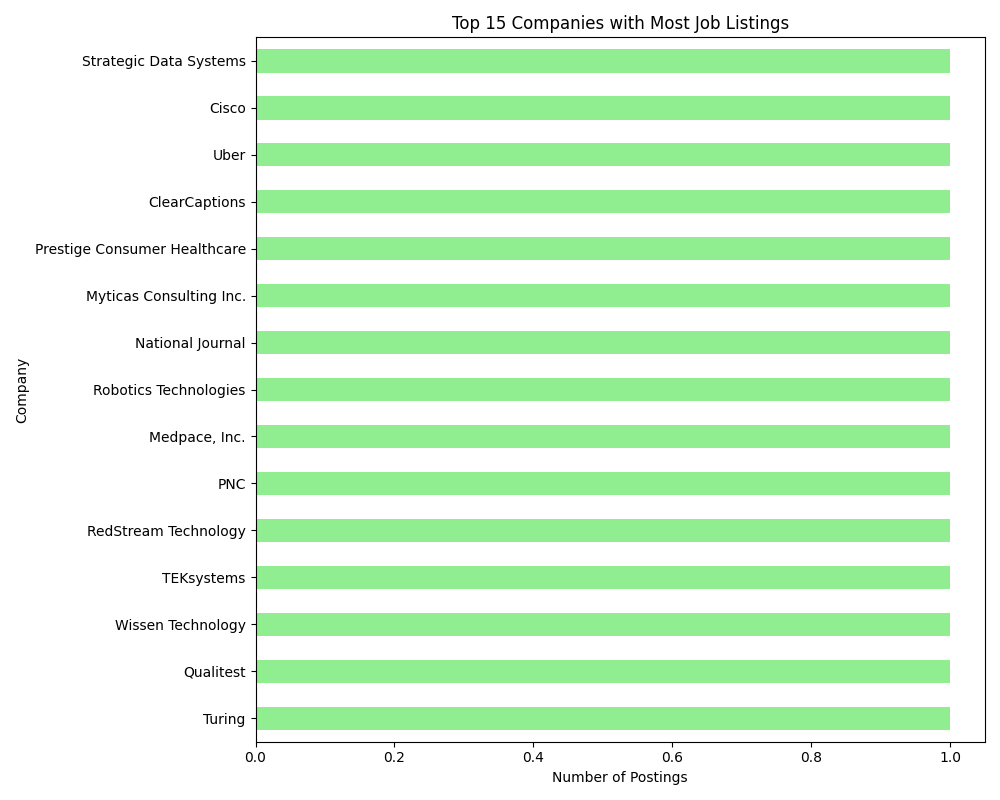 Top 15 Companies with Most Job Listings
Company
Strategic Data Systems
Cisco
Uber
ClearCaptions
Prestige Consumer Healthcare
Myticas Consulting Inc.
National Journal
Robotics Technologies
Medpace, Inc.
PNC
RedStream Technology
TEKsystems
Wissen Technology
Qualitest
Turing
0.0 0.2 0.4 0.6 0.8 1.0
Number of Postings